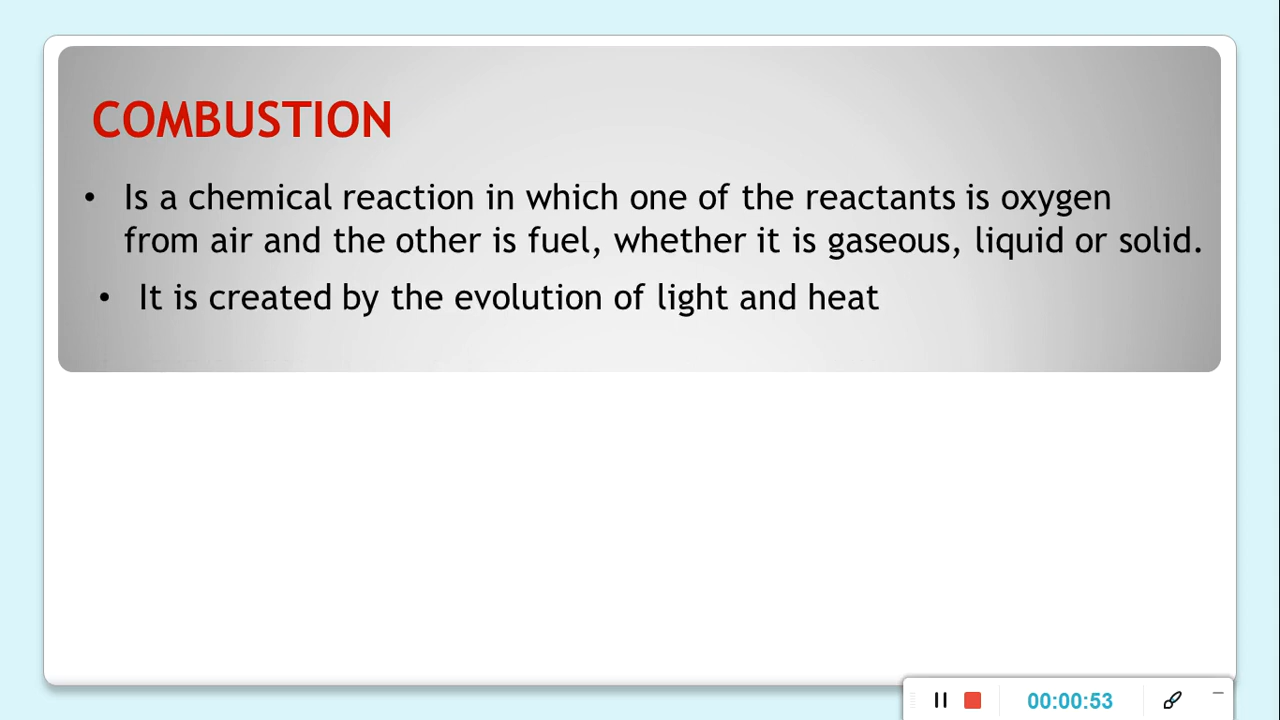 COMBUSTION
• Is a chemical reaction in which one of the reactants is oxygen
from air and the other is fuel, whether it is gaseous, liquid or solid.
• It is created by the evolution of light and heat
00:00:53